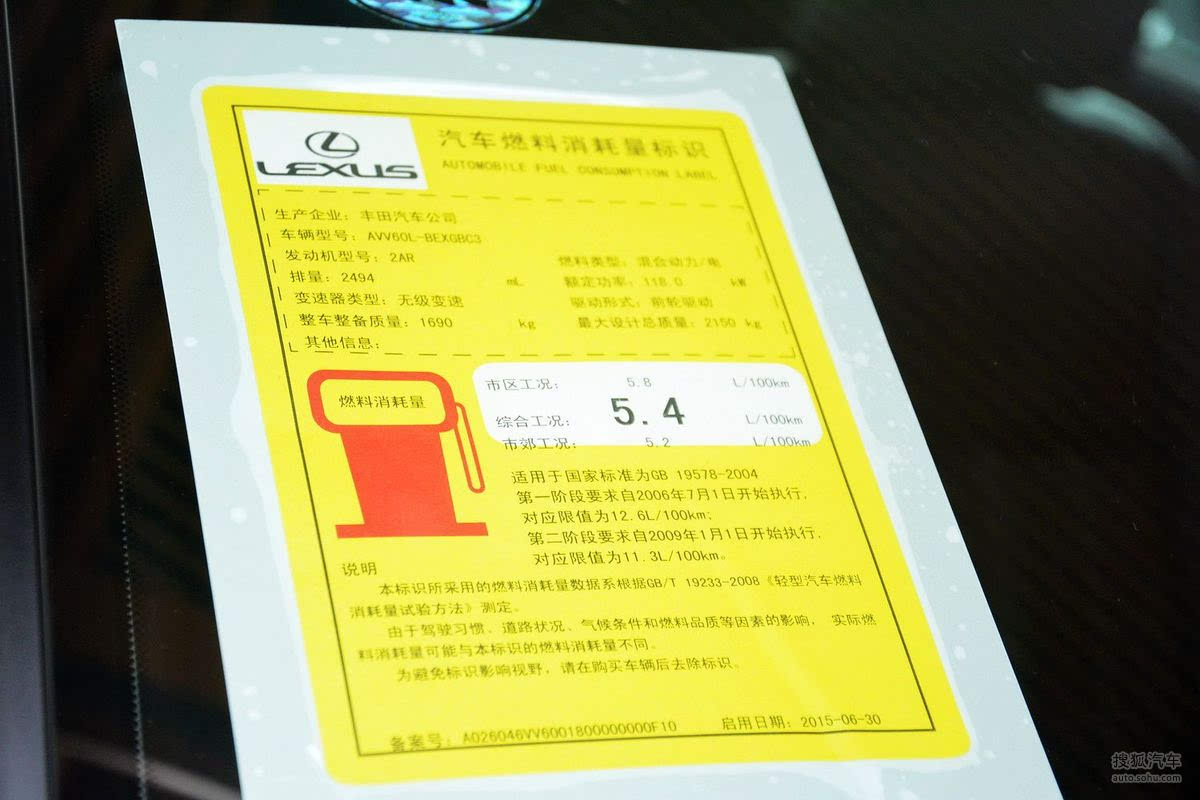 LEXUS
汽车燃料消耗量标识
AUTOMOBILE FUEL CONSUMPTION LABEL
生产企业：丰田汽车公司
车辆型号：AVV60L-BEXGBC3
发动机型号：2AR 燃料类型：混合动力/电
排量：2494 mL 额定功率：118.0 kW
变速器类型：无级变速 驱动形式：前轮驱动
整车整备质量：1690 kg 最大设计总质量：2150 kg
其他信息：
燃料消耗量
市区工况： 5.8 L/100km
综合工况： 5.4 L/100km
市郊工况： 5.2 L/100km
适用于国家标准为GB 19578-2004
第一阶段要求自2006年7月1日开始执行，
对应限值为12.6L/100km；
第二阶段要求自2009年1月1日开始执行，
对应限值为11.3L/100km。
说明
本标识所采用的燃料消耗量数据系根据GB/T 19233-2008《轻型汽车燃料
消耗量试验方法》测定。
由于驾驶习惯、道路状况、气候条件和燃料品质等因素的影响， 实际燃
料消耗量可能与本标识的燃料消耗量不同。
为避免标识影响视野，请在购买车辆后去除标识。
备案号：A026046VV6001800000000F10 启用日期：2015-06-30
搜狐汽车
auto.sohu.com